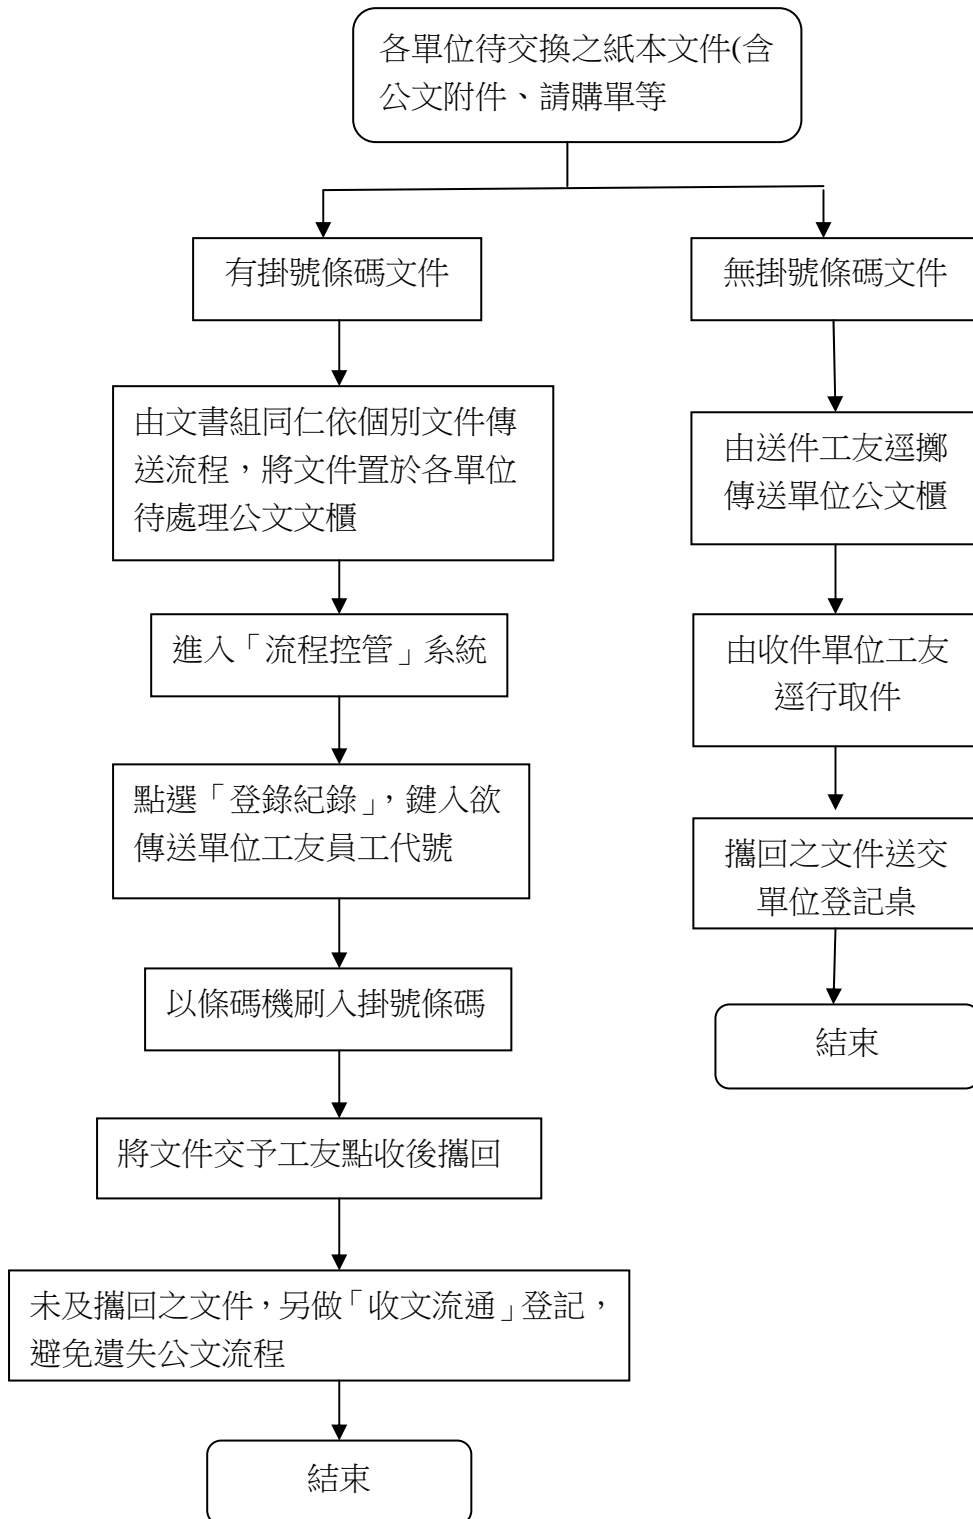 各單位待交換之紙本文件(含
公文附件、請購單等
有掛號條碼文件
由文書組同仁依個別文件傳
送流程，將文件置於各單位
待處理公文文櫃
進入「流程控管」系統
點選「登錄紀錄」，鍵入欲
傳送單位工友員工代號
以條碼機刷入掛號條碼
將文件交予工友點收後攜回
未及攜回之文件，另做「收文流通」登記，
避免遺失公文流程
結束
無掛號條碼文件
由送件工友逕擲
傳送單位公文櫃
由收件單位工友
逕行取件
攜回之文件送交
單位登記桌
結束